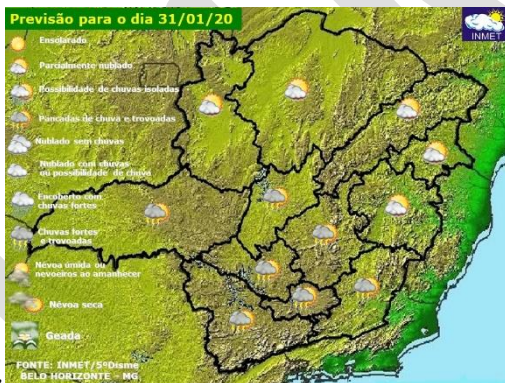 Previsão para o dia 31/01/20
INMET
Ensolarado
Parcialmente nublado
Possibilidade de chuvas isoladas
Pancadas de chuva e trovoadas
Nublado sem chuvas
Nublado com chuvas
ou possibilidade de chuva
Encoberto com
chuvas fortes
Chuvas fortes
e trovoadas
Névoa úmida ou
nevoeiros ao amanhecer
Névoa seca
Geada
FONTE: INMET/5ºDisme
BELO HORIZONTE - MG